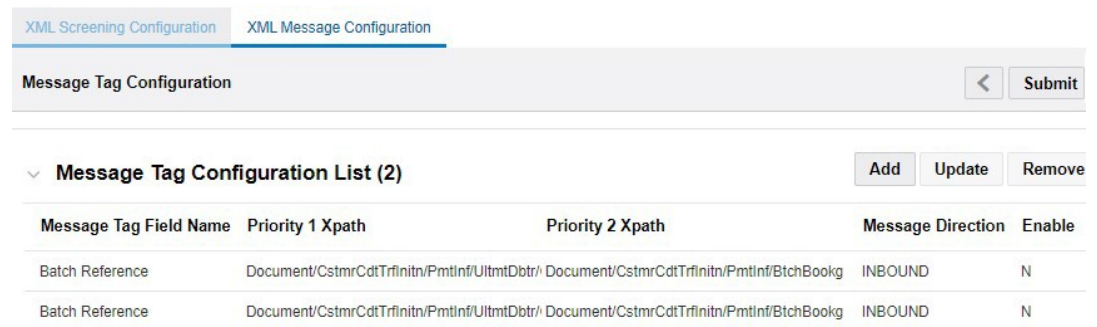 XML Screening Configuration XML Message Configuration
Message Tag Configuration Submit
Message Tag Configuration List (2) Add Update Remove
Message Tag Field Name Priority 1 Xpath Priority 2 Xpath Message Direction Enable
Batch Reference Document/CstmrCdtTrfInitn/PmtInf/UltmtDbtr/ Document/CstmrCdtTrfInitn/PmtInf/BtchBookg INBOUND N
Batch Reference Document/CstmrCdtTrfInitn/PmtInf/UltmtDbtr/ Document/CstmrCdtTrfInitn/PmtInf/BtchBookg INBOUND N